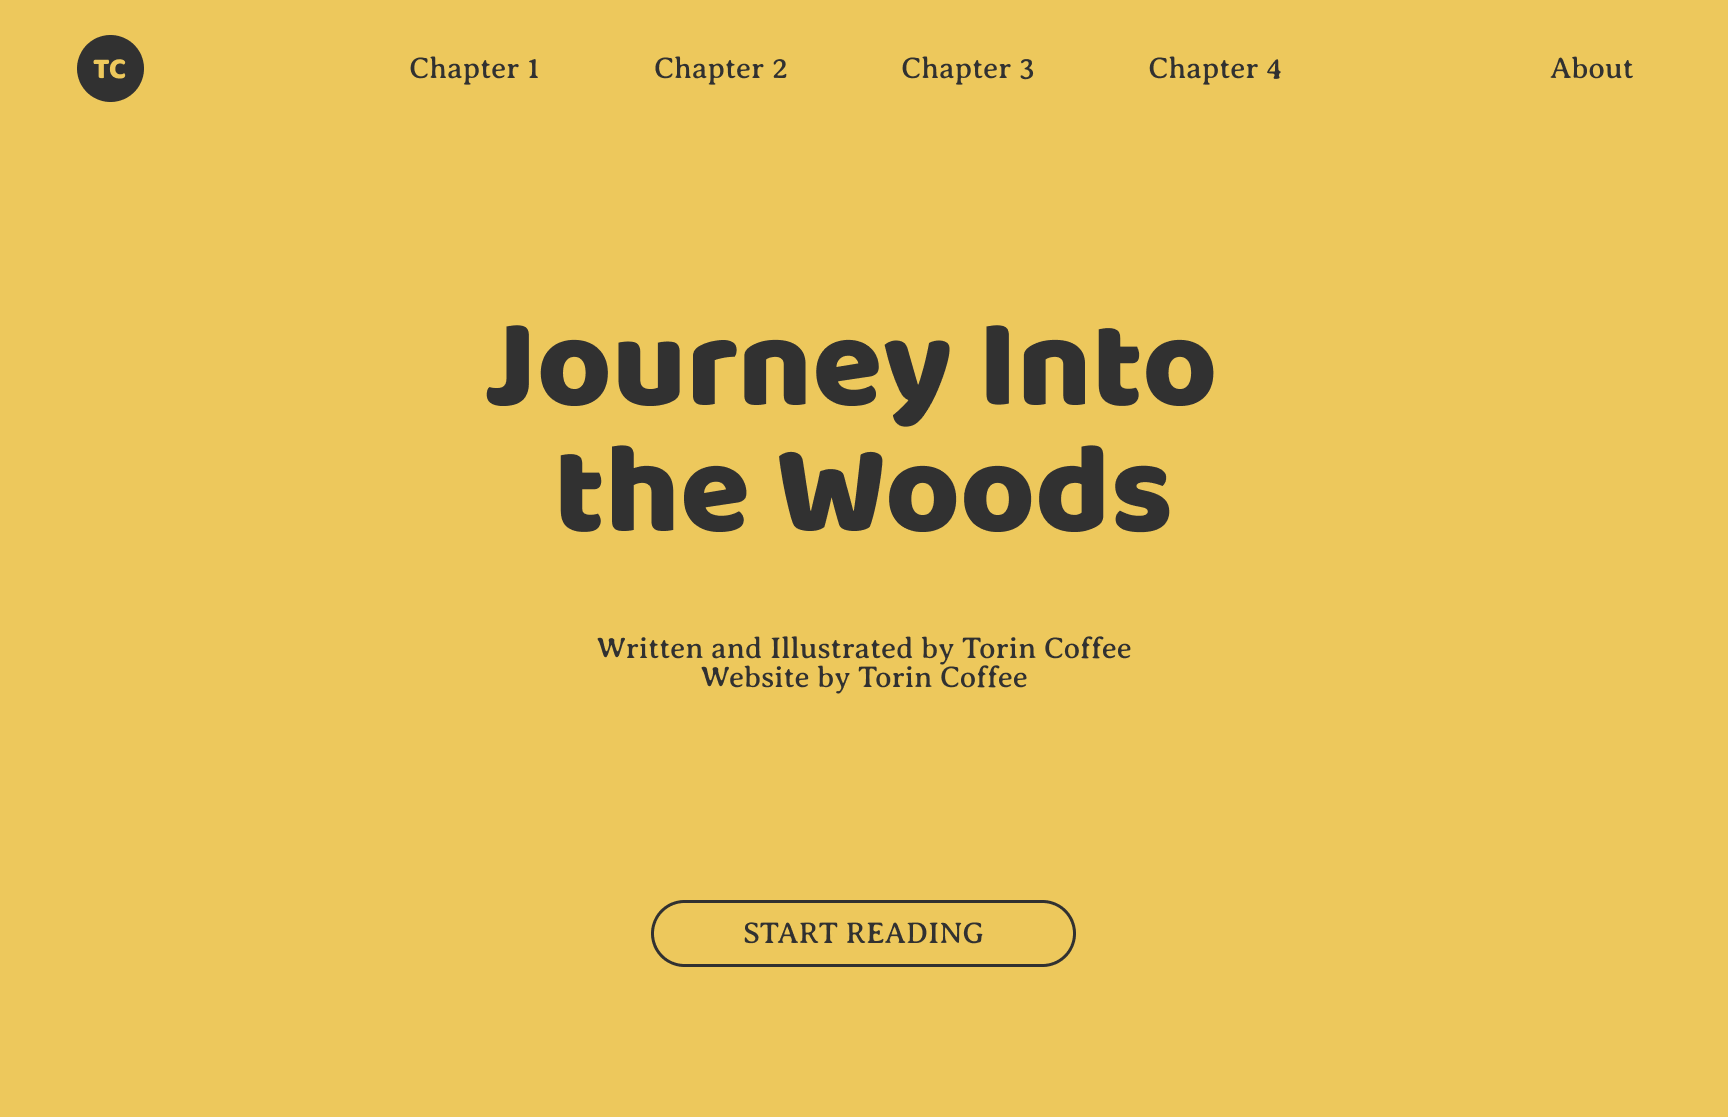 TC
Chapter 1
Chapter 2
Chapter 3
Chapter 4
About
Journey Into
the Woods
Written and Illustrated by Torin Coffee
Website by Torin Coffee
START READING